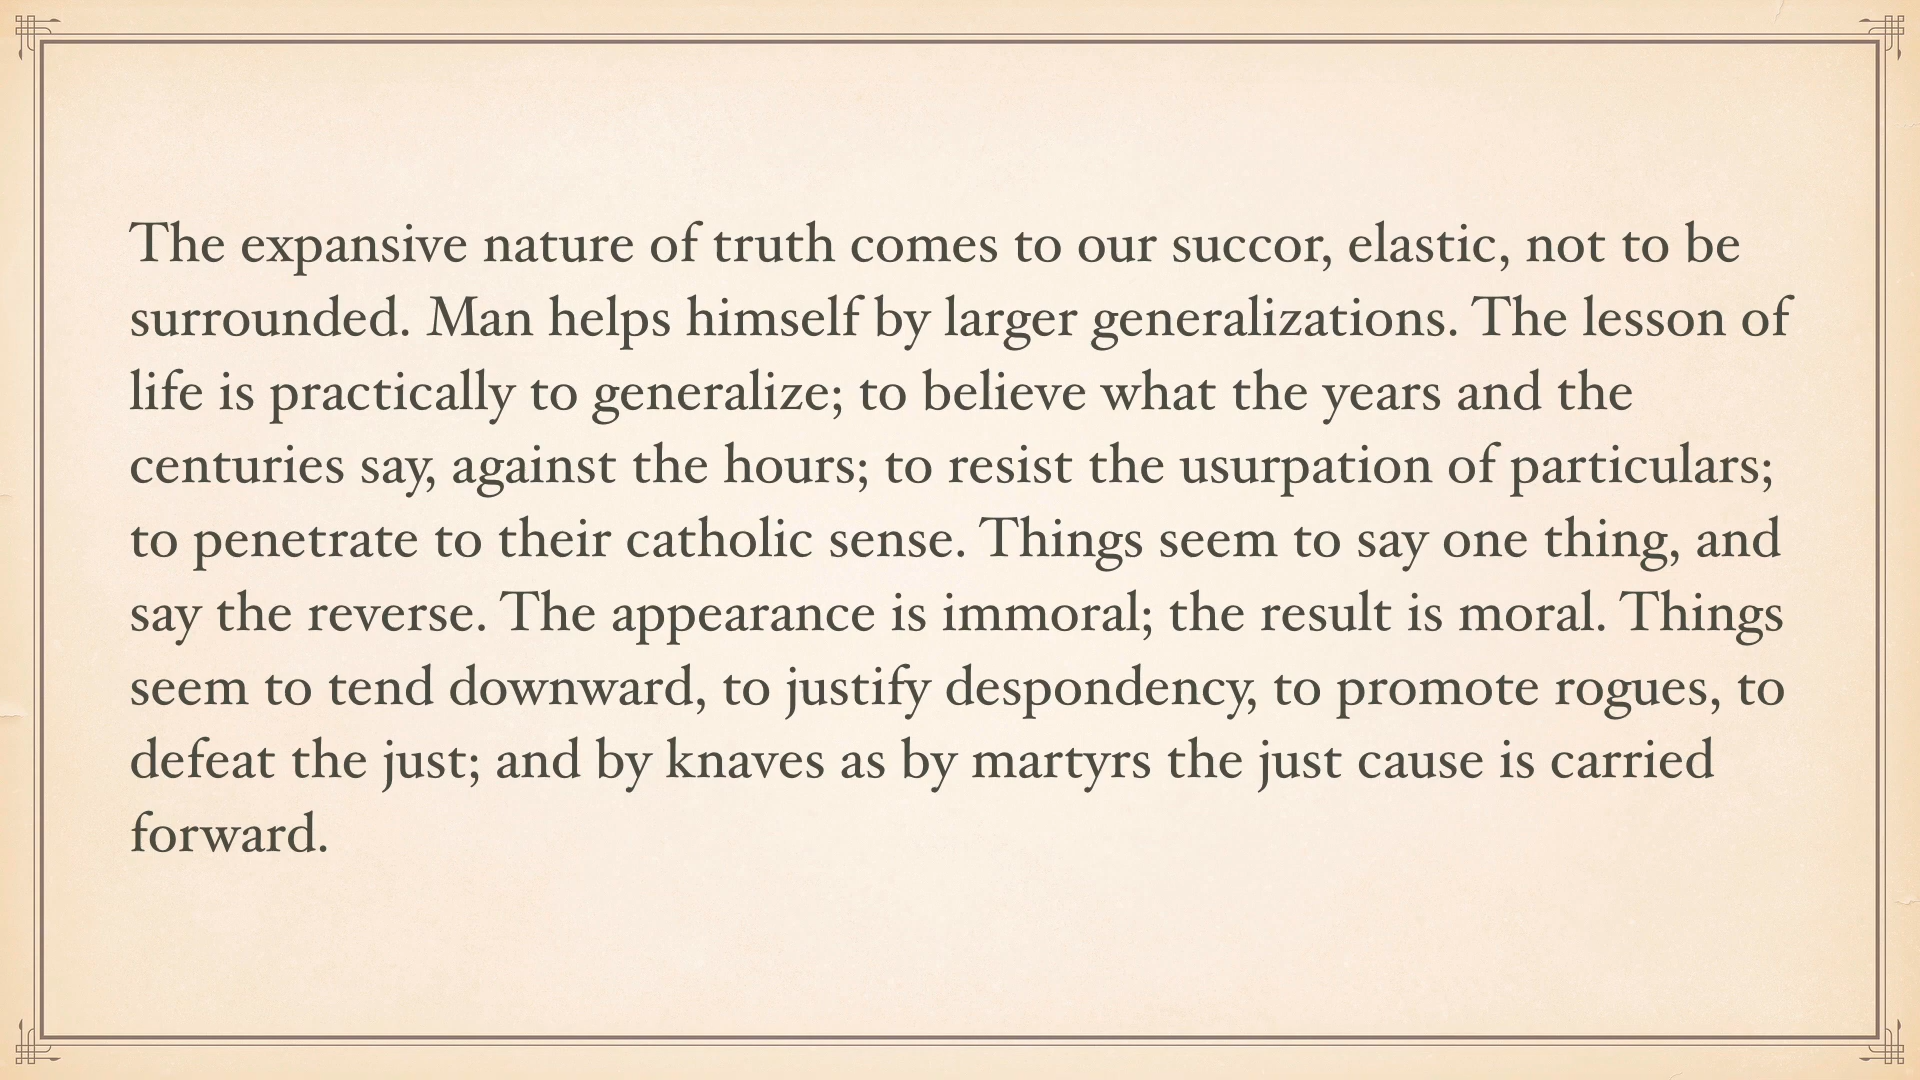 The expansive nature of truth comes to our succor, elastic, not to be
surrounded. Man helps himself by larger generalizations. The lesson of
life is practically to generalize; to believe what the years and the
centuries say, against the hours; to resist the usurpation of particulars;
to penetrate to their catholic sense. Things seem to say one thing, and
say the reverse. The appearance is immoral; the result is moral. Things
seem to tend downward, to justify despondency, to promote rogues, to
defeat the just; and by knaves as by martyrs the just cause is carried
forward.